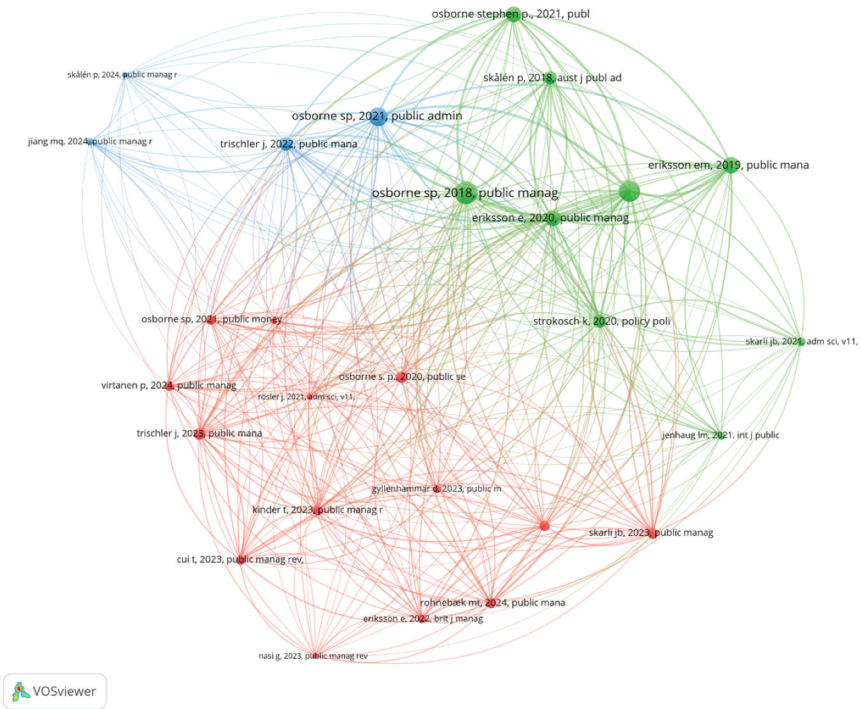 osborne stephen p., 2021, publ
skålén p, 2024, public manag r
skålén p, 2018, aust j publ ad
osborne sp, 2021, public admin
jiang mq, 2024, public manag r
trischler j, 2022, public mana
eriksson em, 2019, public mana
osborne sp, 2018, public manag
eriksson e, 2020, public manag
osborne sp, 2021, public money
strokosch k, 2020, policy poli
skarli jb, 2021, adm sci, v11,
osborne s. p., 2020, public se
virtanen p, 2024, public manag
rösler j, 2021, adm sci, v11,
trischler j, 2023, public mana
jenhaug lm, 2021, int j public
gyllenhammar d, 2023, public m
kinder t, 2023, public manag r
skarli jb, 2023, public manag
cui t, 2023, public manag rev,
rohnebæk mt, 2024, public mana
eriksson e, 2022, brit j manag
nasi g, 2023, public manag rev
VOSviewer